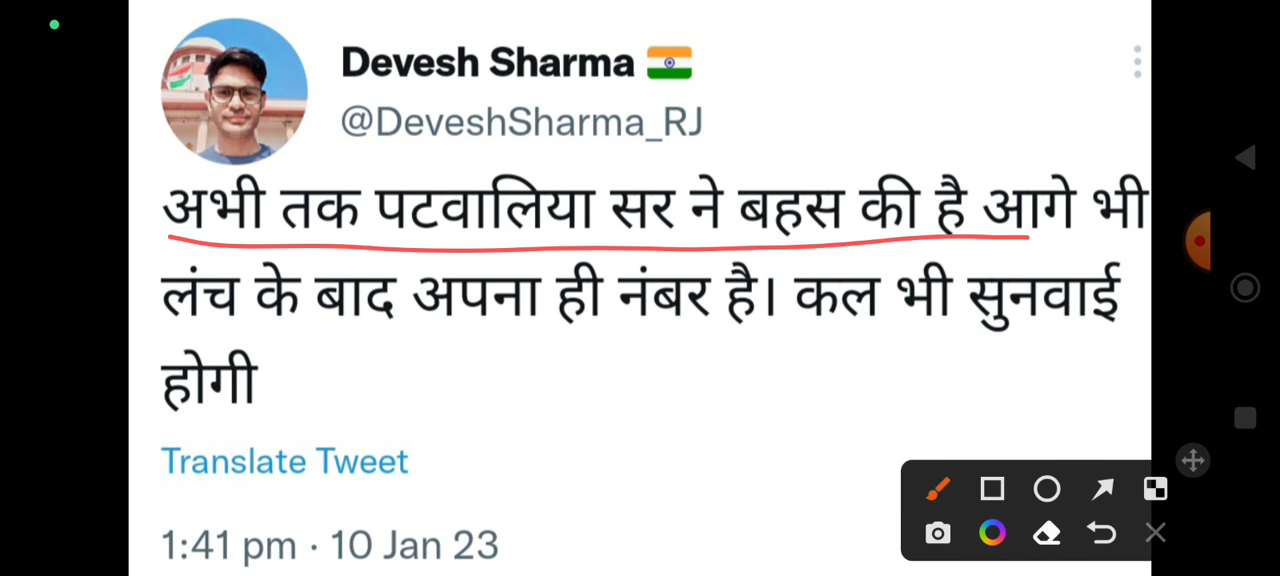 Devesh Sharma 🇮🇳
@DeveshSharma_RJ
अभी तक पटवालिया सर ने बहस की है आगे भी
लंच के बाद अपना ही नंबर है। कल भी सुनवाई
होगी
Translate Tweet
1:41 pm · 10 Jan 23